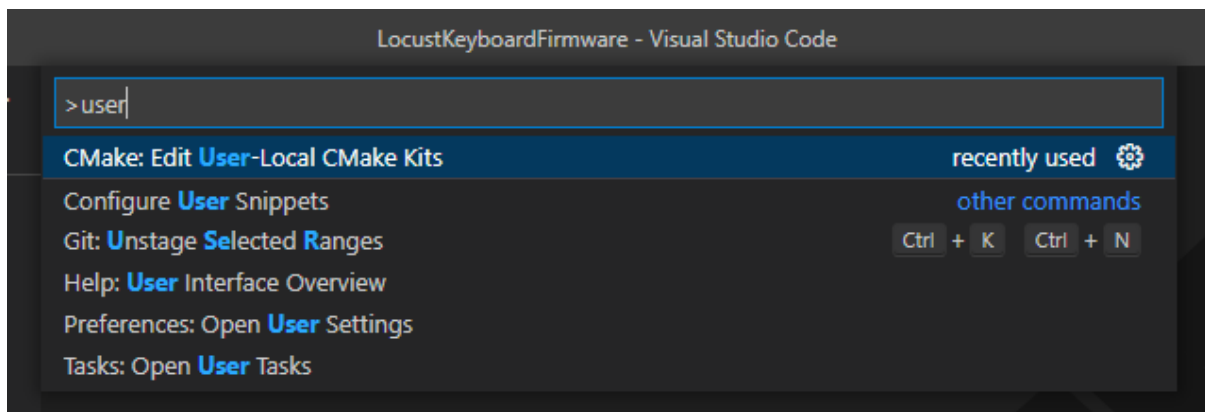 LocustKeyboardFirmware - Visual Studio Code
>user
CMake: Edit User-Local CMake Kits recently used
Configure User Snippets other commands
Git: Unstage Selected Ranges Ctrl + K Ctrl + N
Help: User Interface Overview
Preferences: Open User Settings
Tasks: Open User Tasks